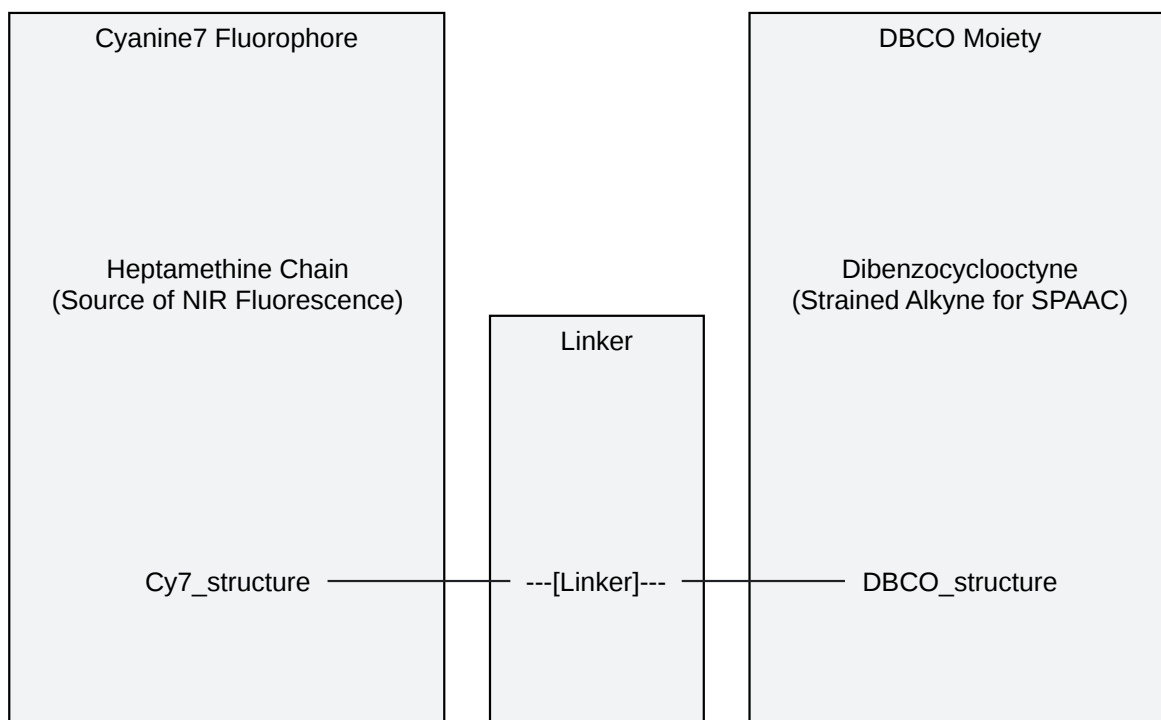 Cyanine7 Fluorophore
Heptamethine Chain
(Source of NIR Fluorescence)
Cy7_structure
Linker
---[Linker]---
DBCO Moiety
Dibenzocyclooctyne
(Strained Alkyne for SPAAC)
DBCO_structure